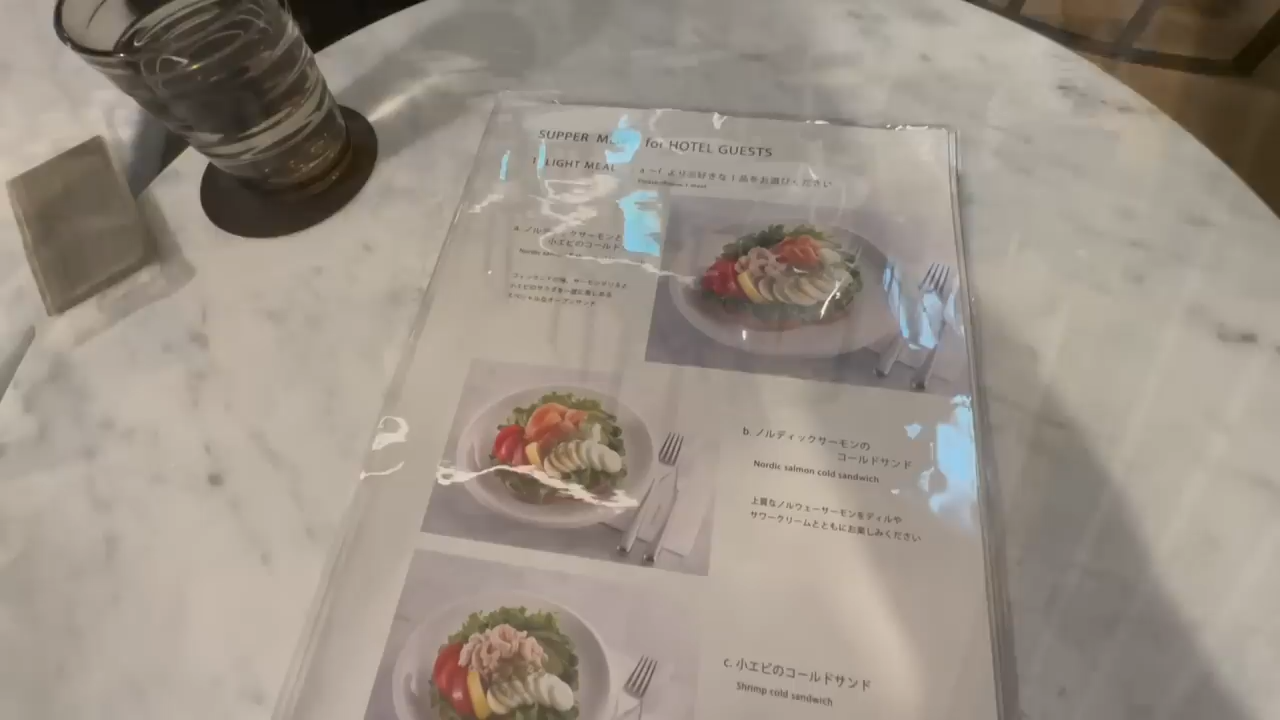 SUPPER for HOTEL GUESTS
LIGHT MEAL a ~ f よりお好きな1品をお選びください
a. ノルディックサーモンと
小エビのコールド
Nordic
b. ノルディックサーモンの
コールドサンド
Nordic salmon cold sandwich
上質なノルウェーサーモンをディルや
サワークリームとともにお楽しみください
c. 小エビのコールドサンド
Shrimp cold sandwich